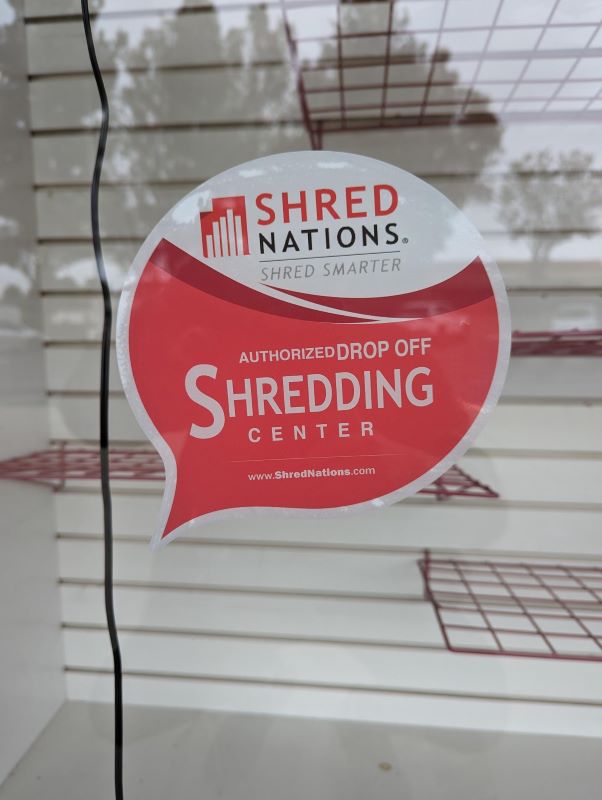 SHRED
NATIONS®
SHRED SMARTER
AUTHORIZED DROP OFF
SHREDDING
CENTER
www.ShredNations.com